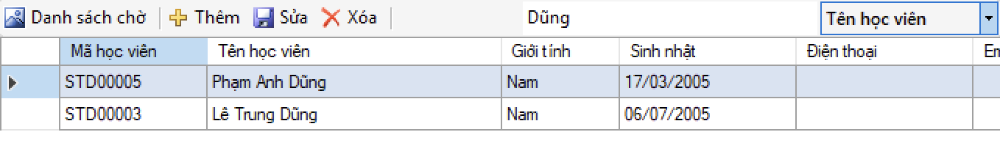 Danh sách chờ Thêm Sửa Xóa Dũng Tên học viên
Mã học viên Tên học viên Giới tính Sinh nhật Điện thoại
STD00005 Phạm Anh Dũng Nam 17/03/2005
STD00003 Lê Trung Dũng Nam 06/07/2005